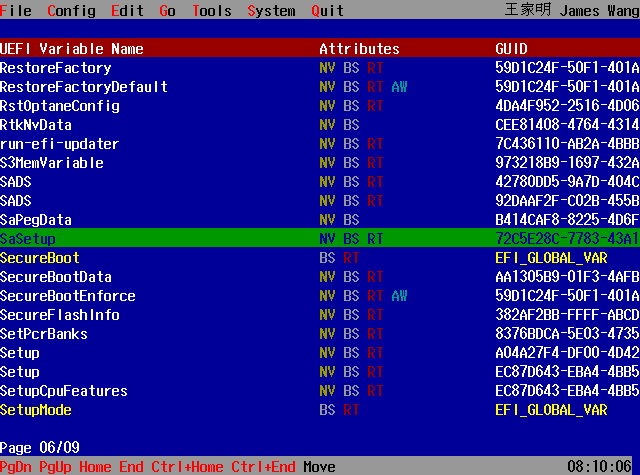 File Config Edit Go Tools System Quit 王家明 James Wang
UEFI Variable Name Attributes GUID
RestoreFactory NV BS RT 59D1C24F-50F1-401A
RestoreFactoryDefault NV BS RT AW 59D1C24F-50F1-401A
RstOptaneConfig NV BS RT 4DA4F952-2516-4D06
RtkNvData NV BS CEE81408-4764-4314
run-efi-updater NV BS RT 7C436110-AB2A-4BBB
S3MemVariable NV BS RT 973218B9-1697-432A
SADS NV BS RT 42780DD5-9A7D-404C
SADS NV BS RT 92DAAF2F-C02B-455B
SaPegData NV BS B414CAF8-8225-4D6F
SaSetup NV BS RT 72C5E28C-7783-43A1
SecureBoot BS RT EFI_GLOBAL_VAR
SecureBootData NV BS RT AA1305B9-01F3-4AFB
SecureBootEnforce NV BS RT AW 59D1C24F-50F1-401A
SecureFlashInfo NV BS RT 382AF2BB-FFFF-ABCD
SetPcrBanks NV BS RT 8376BDCA-5E03-4735
Setup NV BS RT A04A27F4-DF00-4D42
Setup NV BS RT EC87D643-EBA4-4BB5
SetupCpuFeatures NV BS RT EC87D643-EBA4-4BB5
SetupMode BS RT EFI_GLOBAL_VAR
Page 06/09
PgDn PgUp Home End Ctrl+Home Ctrl+End Move 08:10:06